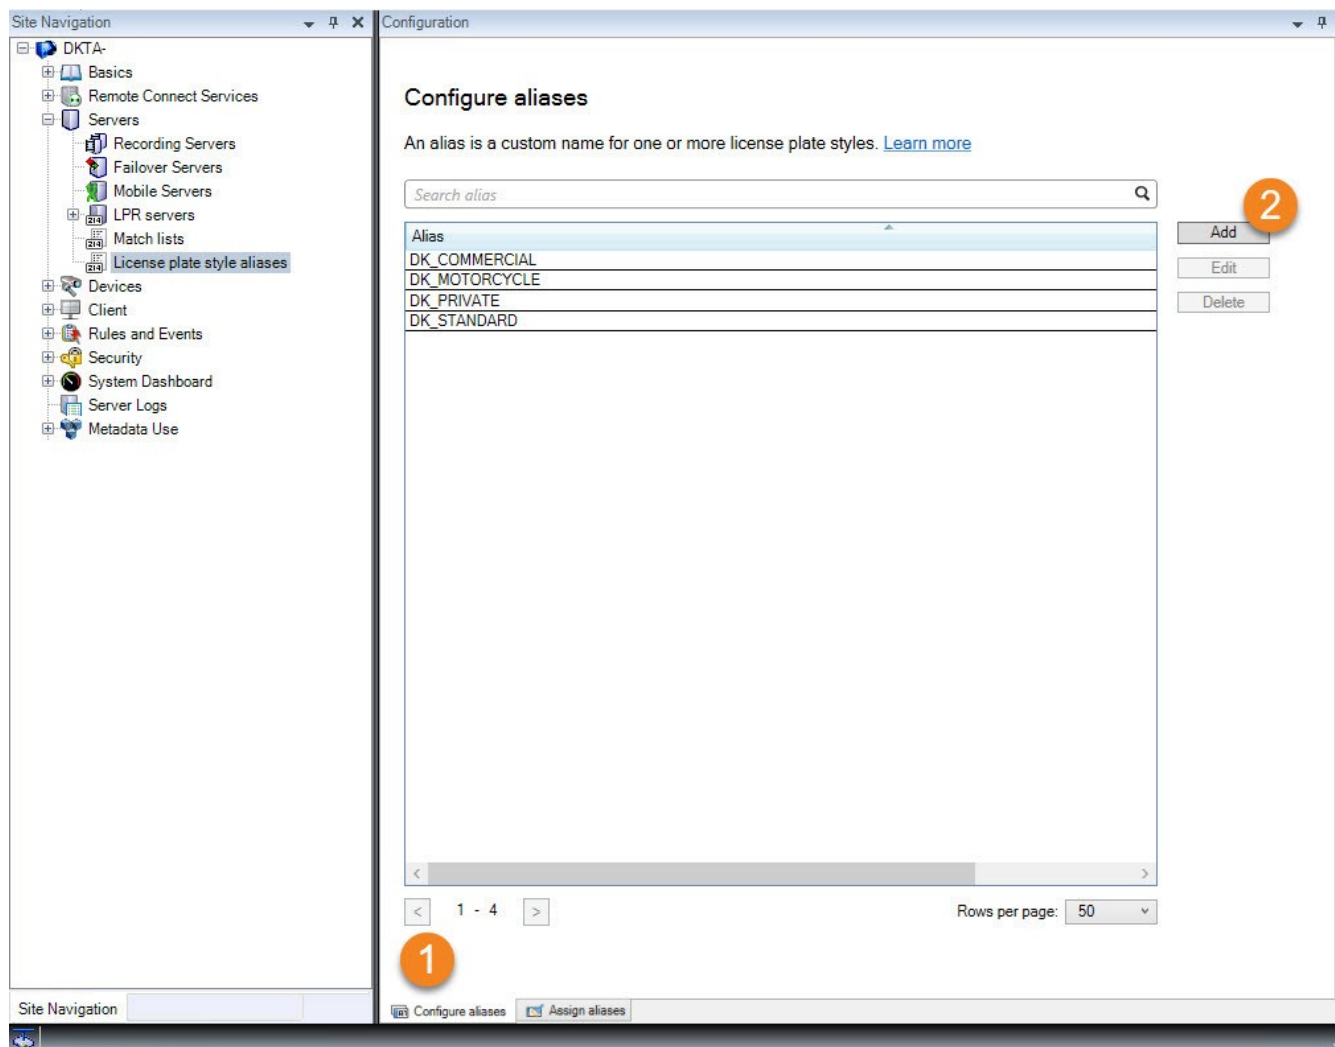 Site Navigation
DKTA-
Basics
Remote Connect Services
Servers
Recording Servers
Failover Servers
Mobile Servers
LPR servers
Match lists
License plate style aliases
Devices
Client
Rules and Events
Security
System Dashboard
Server Logs
Metadata Use
Site Navigation
Configuration
Configure aliases
An alias is a custom name for one or more license plate styles. Learn more
Search alias
2
Alias
Add
DK_COMMERCIAL
Edit
DK_MOTORCYCLE
DK_PRIVATE
Delete
DK_STANDARD
< >
< 1 - 4 > Rows per page: 50
1
Configure aliases Assign aliases